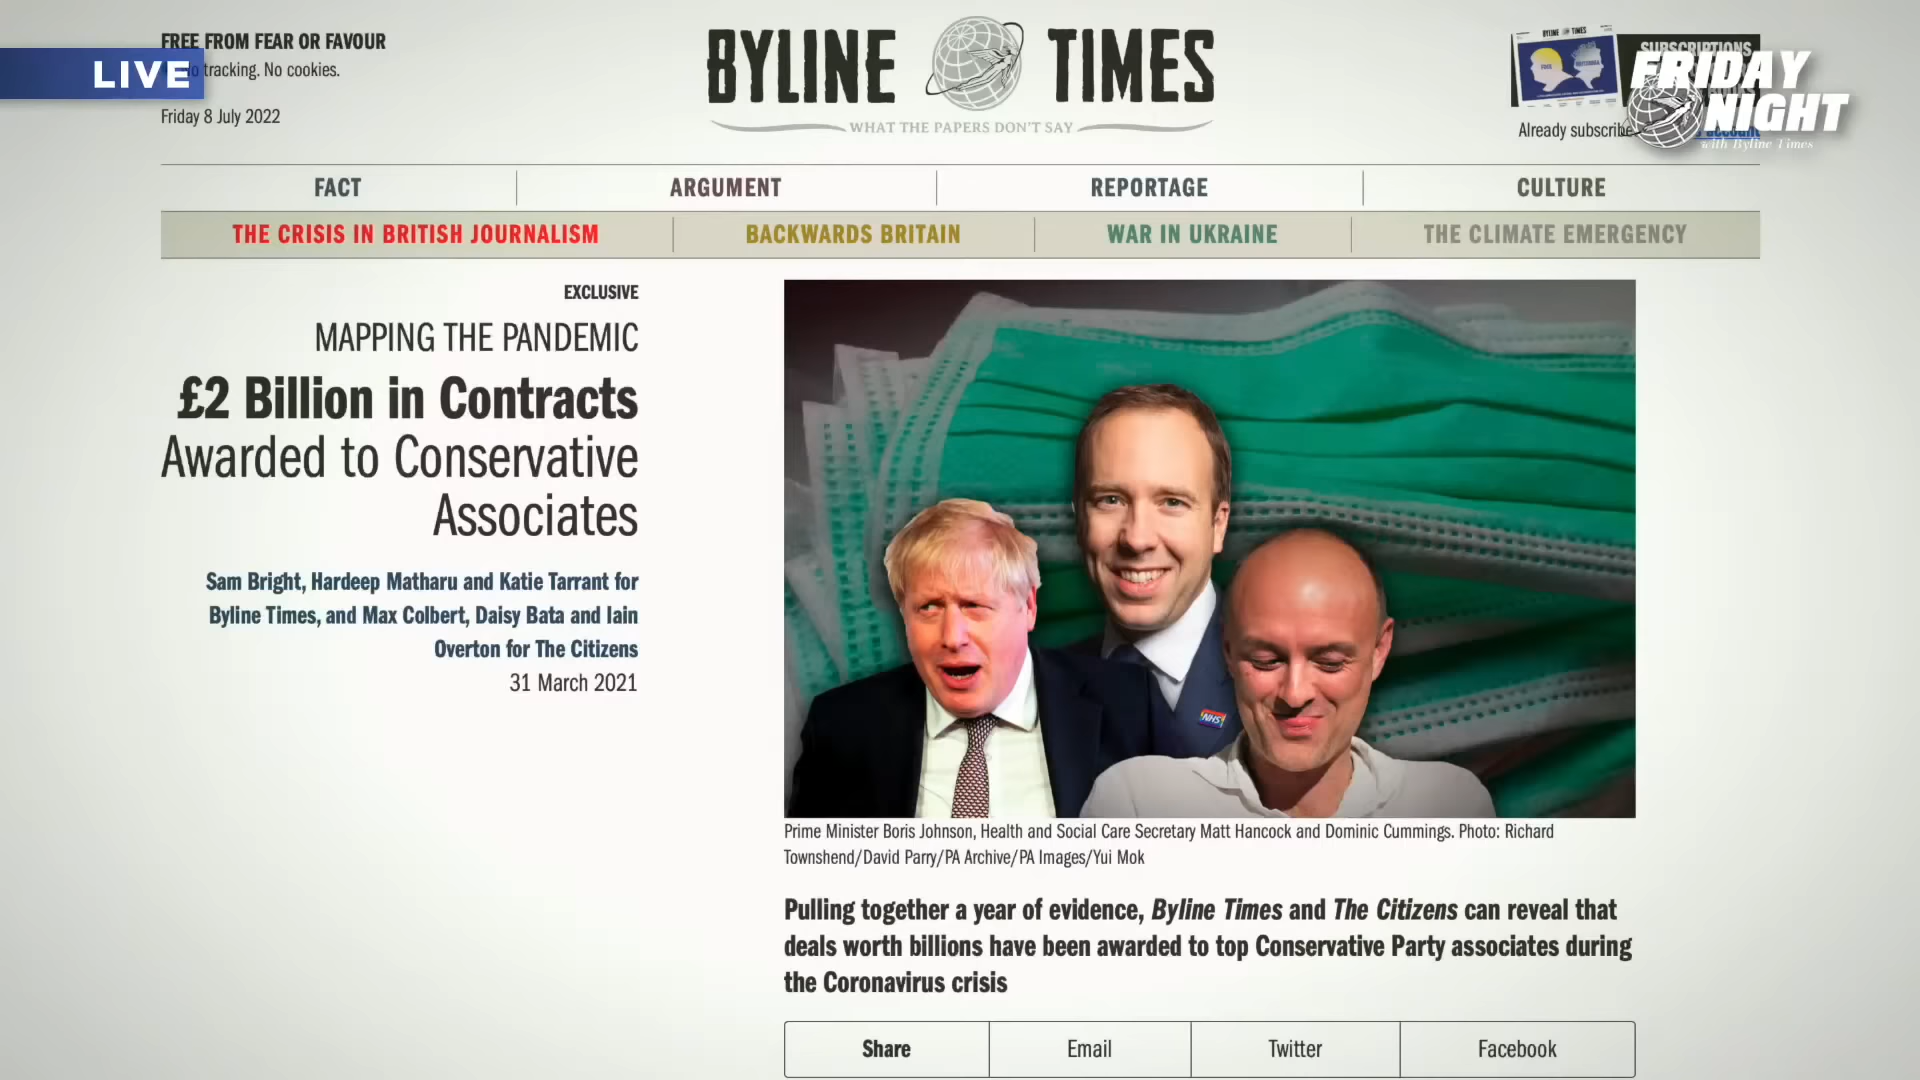 FREE FROM FEAR OR FAVOUR
LIVE
tracking. No cookies.
Friday 8 July 2022
BYLINE TIMES
WHAT THE PAPERS DON'T SAY
BYLINE TIMES
SUBSCRIPTIONS
FRIDAY
NIGHT
with Byline Times
Already subscribe
account
FACT
ARGUMENT
REPORTAGE
CULTURE
THE CRISIS IN BRITISH JOURNALISM
BACKWARDS BRITAIN
WAR IN UKRAINE
THE CLIMATE EMERGENCY
EXCLUSIVE
MAPPING THE PANDEMIC
£2 Billion in Contracts
Awarded to Conservative
Associates
Sam Bright, Hardeep Matharu and Katie Tarrant for
Byline Times, and Max Colbert, Daisy Bata and Iain
Overton for The Citizens
31 March 2021
NHS
Prime Minister Boris Johnson, Health and Social Care Secretary Matt Hancock and Dominic Cummings. Photo: Richard
Townshend/David Parry/PA Archive/PA Images/Yui Mok
Pulling together a year of evidence, Byline Times and The Citizens can reveal that
deals worth billions have been awarded to top Conservative Party associates during
the Coronavirus crisis
Share
Email
Twitter
Facebook